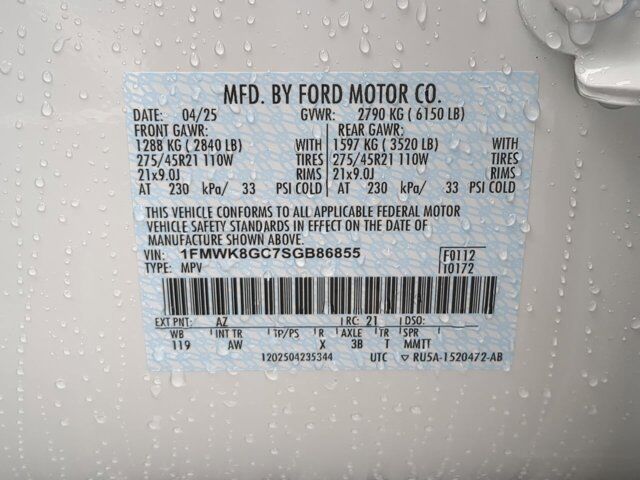 MFD. BY FORD MOTOR CO.
DATE: 04/25 GVWR: 2790 KG ( 6150 LB)
FRONT GAWR: REAR GAWR:
1288 KG ( 2840 LB) WITH 1597 KG ( 3520 LB) WITH
275/45R21 110W TIRES 275/45R21 110W TIRES
21x9.0J RIMS 21x9.0J RIMS
AT 230 kPa/ 33 PSI COLD AT 230 kPa/ 33 PSI COLD
THIS VEHICLE CONFORMS TO ALL APPLICABLE FEDERAL MOTOR
VEHICLE SAFETY STANDARDS IN EFFECT ON THE DATE OF
MANUFACTURE SHOWN ABOVE.
VIN: 1FMWK8GC7SGB86855 F0112
TYPE: MPV T0172
EXT PNT: AZ RC: 21 DSO:
WB INT TR TP/PS R AXLE T SPR
119 AW X 3B T MMTT
1202504235344 UTC ▽ RU5A-1520472-AB